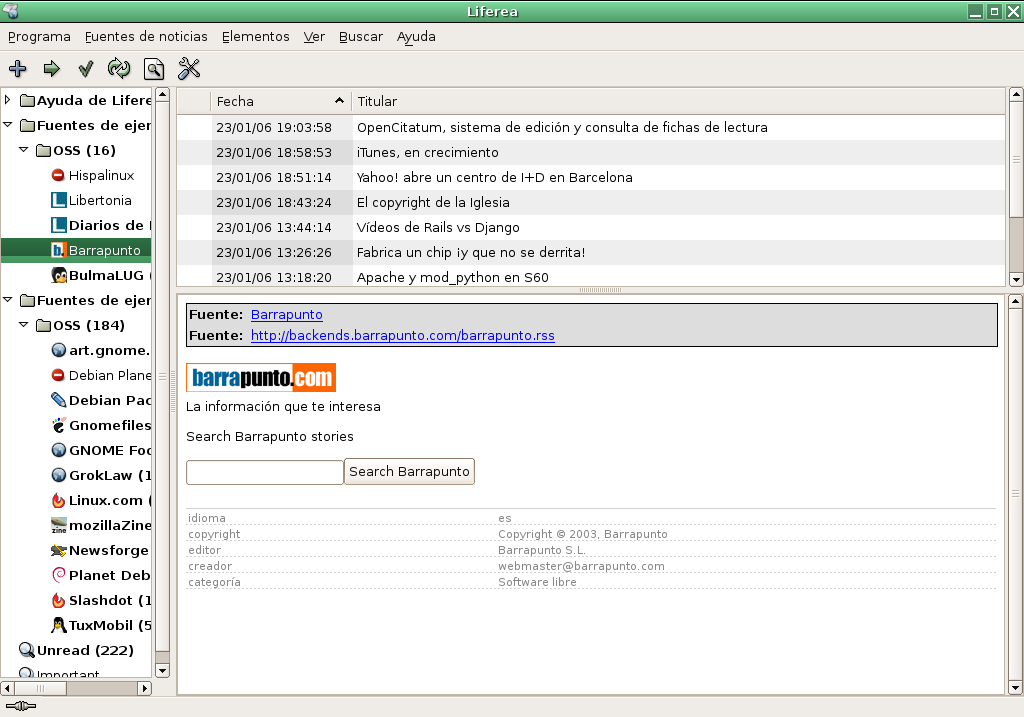 Liferea
Programa Fuentes de noticias Elementos Ver Buscar Ayuda
Ayuda de Lifere
Fuentes de ejer
OSS (16)
Hispalinux
Libertonia
Diarios de
Barrapunto
BulmaLUG (
Fuentes de ejer
OSS (184)
art.gnome.
Debian Plane
Debian Pac
Gnomefiles
GNOME Foo
GrokLaw (1
Linux.com (
mozillaZine
Newsforge
Planet Deb
Slashdot (1
TuxMobil (5
Unread (222)
Important
Fecha Titular
23/01/06 19:03:58 OpenCitatum, sistema de edición y consulta de fichas de lectura
23/01/06 18:58:53 iTunes, en crecimiento
23/01/06 18:51:14 Yahoo! abre un centro de I+D en Barcelona
23/01/06 18:43:24 El copyright de la Iglesia
23/01/06 13:44:14 Vídeos de Rails vs Django
23/01/06 13:26:26 Fabrica un chip ¡y que no se derrita!
23/01/06 13:18:20 Apache y mod_python en S60
Fuente: Barrapunto
Fuente: http://backends.barrapunto.com/barrapunto.rss
barrapunto.com
La información que te interesa
Search Barrapunto stories
Search Barrapunto
idioma es
copyright Copyright © 2003, Barrapunto
editor Barrapunto S.L.
creador webmaster@barrapunto.com
categoría Software libre